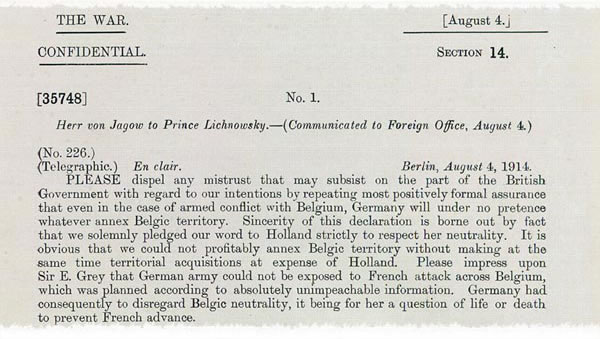 THE WAR.
[August 4.]
CONFIDENTIAL.
SECTION 14.
[35748]
No. 1.
Herr von Jagow to Prince Lichnowsky.—(Communicated to Foreign Office, August 4.)
(No. 226.)
(Telegraphic.) En clair.
Berlin, August 4, 1914.
PLEASE dispel any mistrust that may subsist on the part of the British
Government with regard to our intentions by repeating most positively formal assurance
that even in the case of armed conflict with Belgium, Germany will under no pretence
whatever annex Belgic territory. Sincerity of this declaration is borne out by fact
that we solemnly pledged our word to Holland strictly to respect her neutrality. It is
obvious that we could not profitably annex Belgic territory without making at the
same time territorial acquisitions at expense of Holland. Please impress upon
Sir E. Grey that German army could not be exposed to French attack across Belgium,
which was planned according to absolutely unimpeachable information. Germany had
consequently to disregard Belgic neutrality, it being for her a question of life or death
to prevent French advance.